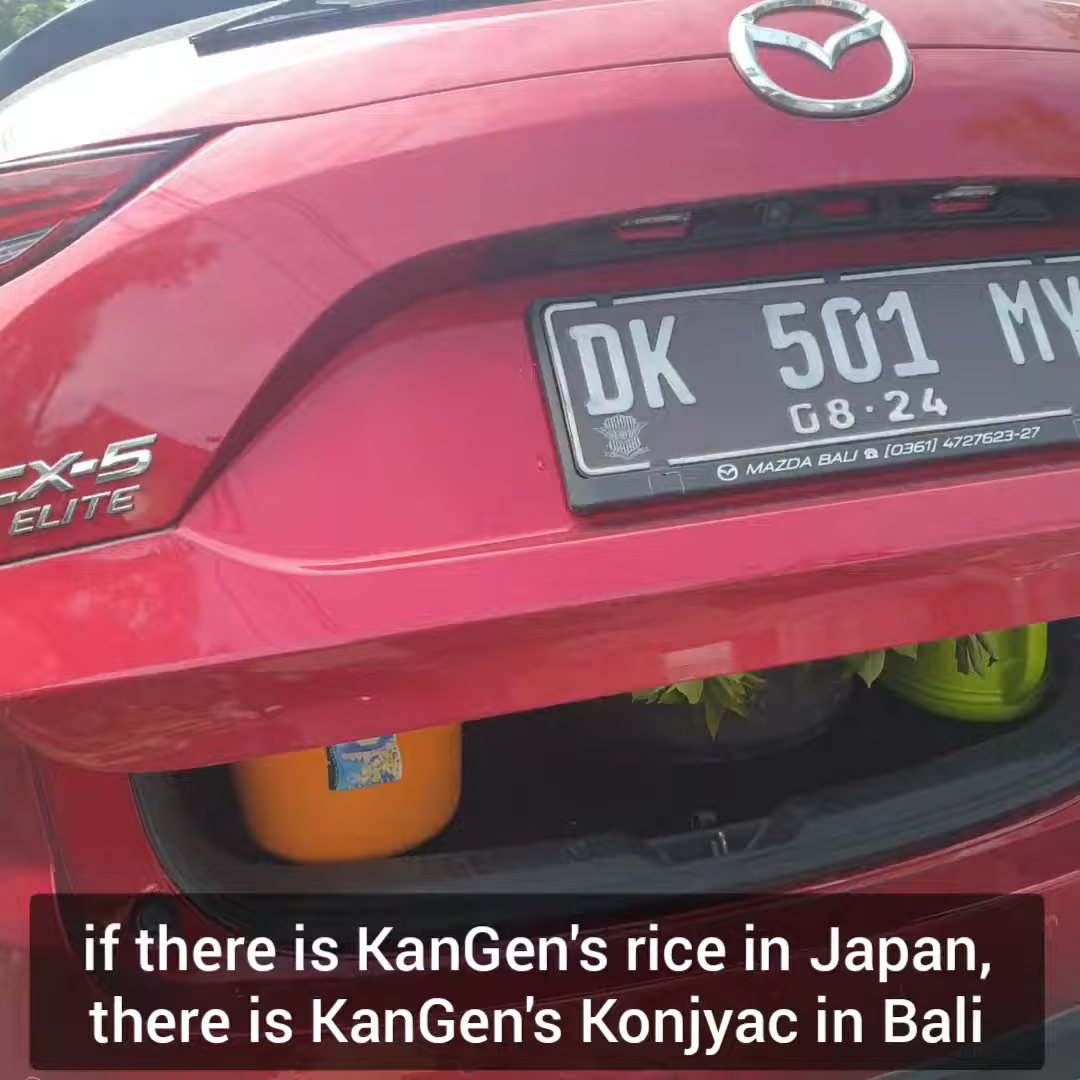 DK 501 MY
08·24
MAZDA BALI ☎ [0361] 4727623-27
CX-5
ELITE
if there is KanGen's rice in Japan,
there is KanGen's Konjyac in Bali